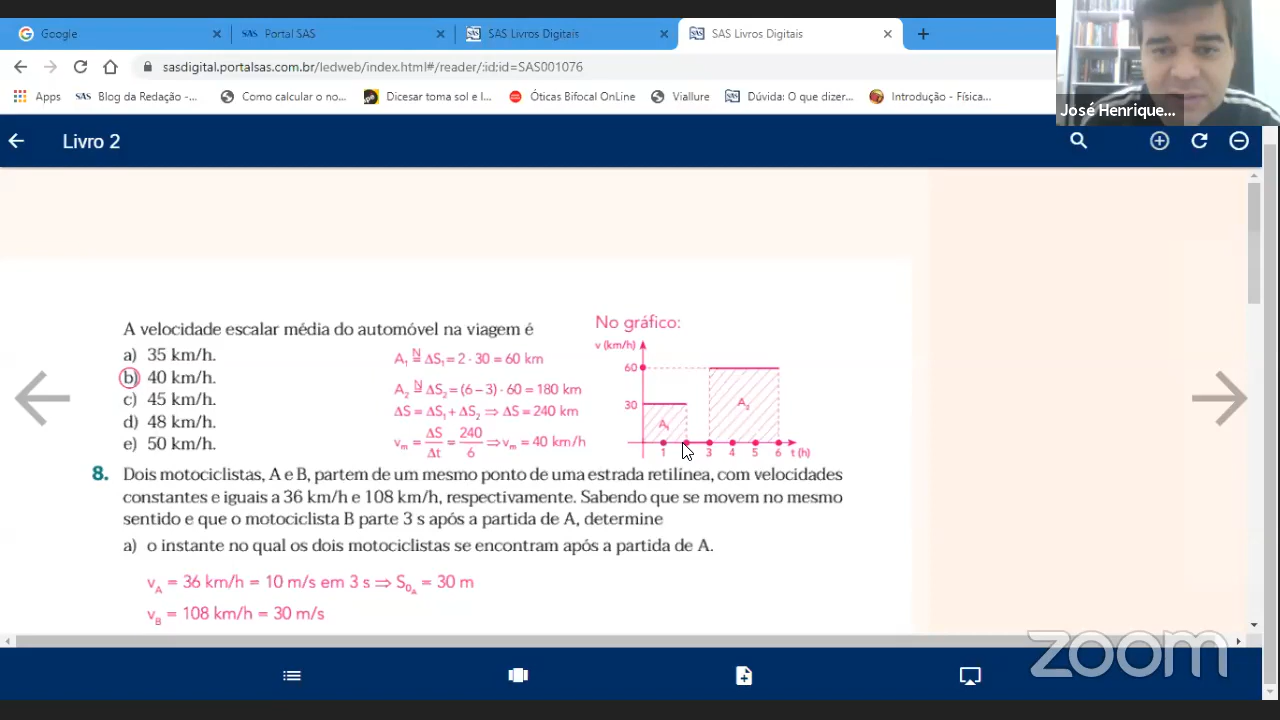 Google
SAS Portal SAS
SAS Livros Digitais
SAS Livros Digitais
sasdigital.portalsas.com.br/ledweb/index.html#/reader/:id:id=SAS001076
Apps
SAS Blog da Redação -...
Como calcular o no...
Dicesar toma sol e l...
Óticas Bifocal OnLine
Viallure
Dúvida: O que dizer...
Introdução - Física...
José Henrique...
Livro 2
A velocidade escalar média do automóvel na viagem é
a) 35 km/h.
b) 40 km/h.
c) 45 km/h.
d) 48 km/h.
e) 50 km/h.
A₁ N= ΔS₁ = 2 · 30 = 60 km
A₂ N= ΔS₂ = (6 – 3) · 60 = 180 km
ΔS = ΔS₁ + ΔS₂ ⇒ ΔS = 240 km
vₘ = ΔS/Δt = 240/6 ⇒ vₘ = 40 km/h
No gráfico:
v (km/h)
60
30
A₁
A₂
1 3 4 5 6 t (h)
8. Dois motociclistas, A e B, partem de um mesmo ponto de uma estrada retilínea, com velocidades
constantes e iguais a 36 km/h e 108 km/h, respectivamente. Sabendo que se movem no mesmo
sentido e que o motociclista B parte 3 s após a partida de A, determine
a) o instante no qual os dois motociclistas se encontram após a partida de A.
v_A = 36 km/h = 10 m/s em 3 s ⇒ S₀_A = 30 m
v_B = 108 km/h = 30 m/s
zoom